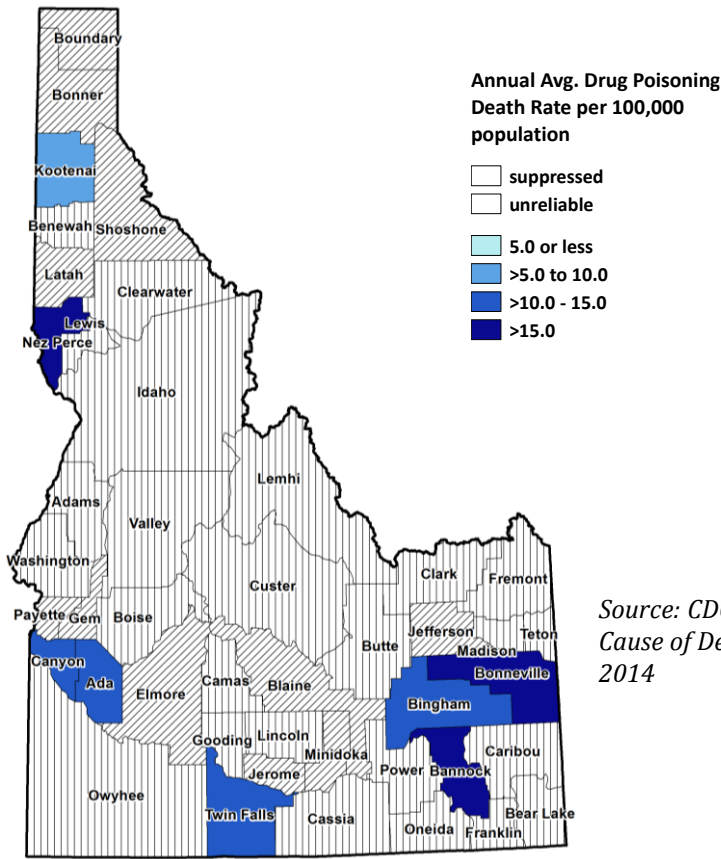 Boundary
Bonner
Annual Avg. Drug Poisoning
Death Rate per 100,000
population
suppressed
unreliable
5.0 or less
>5.0 to 10.0
>10.0 - 15.0
>15.0
Kootenai
Benewah
Shoshone
Latah
Clearwater
Lewis
Nez Perce
Idaho
Lemhi
Adams
Valley
Washington
Custer
Clark
Fremont
Payette
Gem
Boise
Butte
Jefferson
Teton
Madison
Canyon
Ada
Elmore
Camas
Blaine
Bonneville
Bingham
Gooding
Lincoln
Minidoka
Caribou
Jerome
Power
Bannock
Owyhee
Twin Falls
Cassia
Oneida
Franklin
Bear Lake
Source: CDC
Cause of De
2014